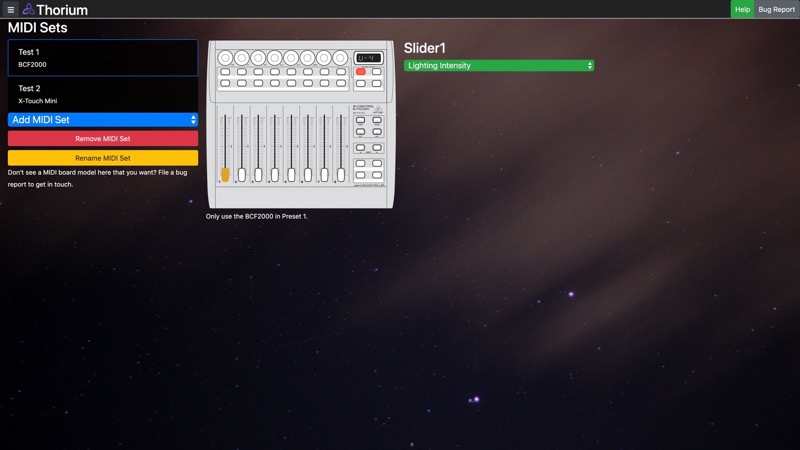 Thorium
Help
Bug Report
MIDI Sets
Test 1
BCF2000
Test 2
X-Touch Mini
Add MIDI Set
Remove MIDI Set
Rename MIDI Set
Don't see a MIDI board model here that you want? File a bug
report to get in touch.
Only use the BCF2000 in Preset 1.
Slider1
Lighting Intensity